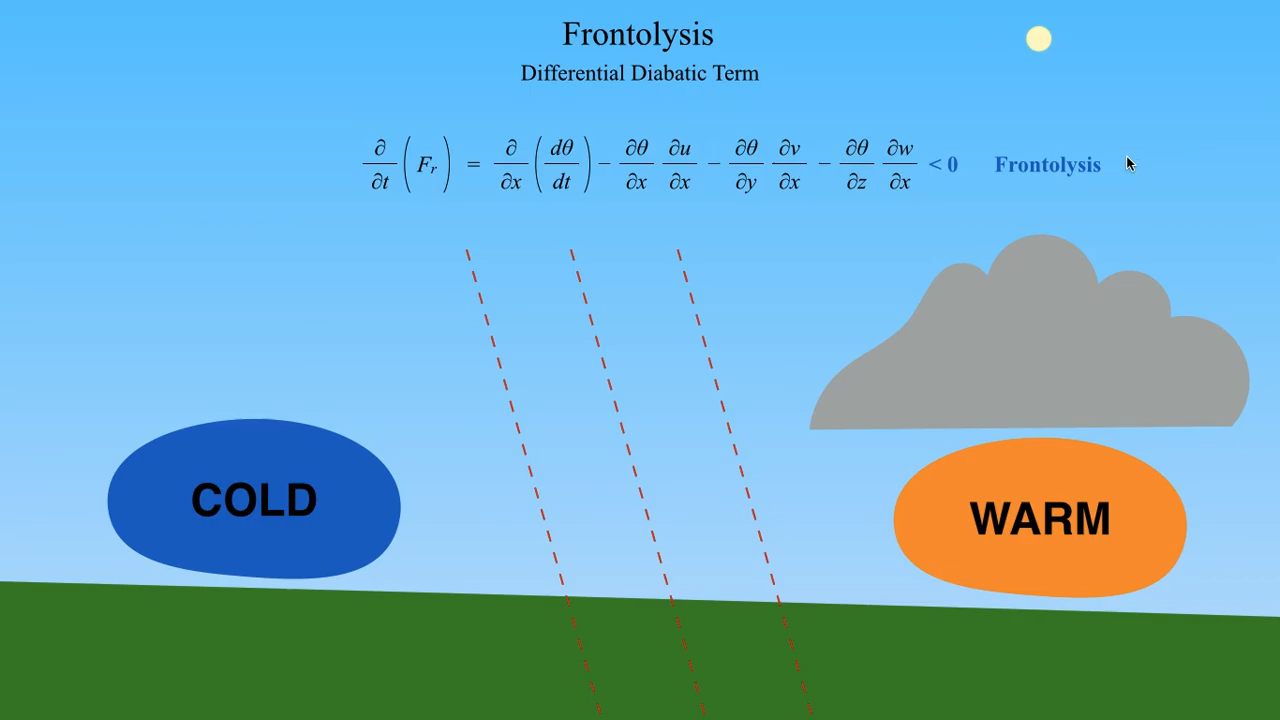 Frontolysis
Differential Diabatic Term
∂/∂t (F_r) = ∂/∂x (dθ/dt) − ∂θ/∂x ∂u/∂x − ∂θ/∂y ∂v/∂x − ∂θ/∂z ∂w/∂x < 0 Frontolysis
COLD
WARM